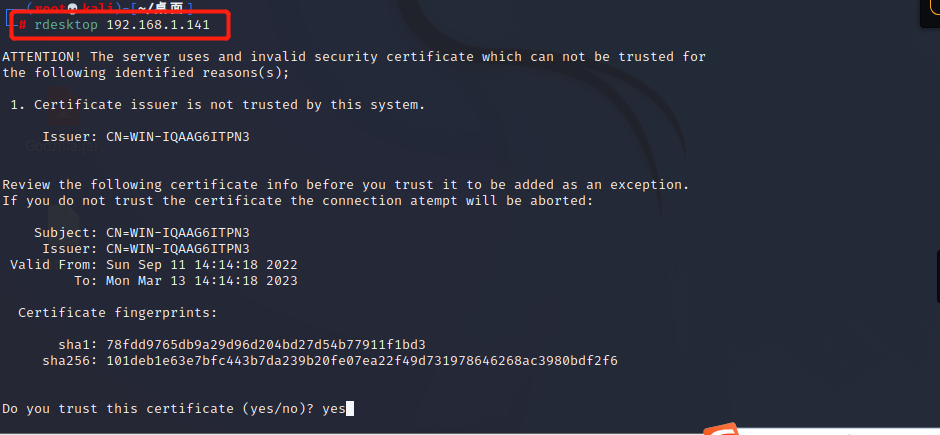 (root💀kali)-[~/桌面]
# rdesktop 192.168.1.141
ATTENTION! The server uses and invalid security certificate which can not be trusted for
the following identified reasons(s);
1. Certificate issuer is not trusted by this system.
Issuer: CN=WIN-IQAAG6ITPN3
Review the following certificate info before you trust it to be added as an exception.
If you do not trust the certificate the connection atempt will be aborted:
Subject: CN=WIN-IQAAG6ITPN3
Issuer: CN=WIN-IQAAG6ITPN3
Valid From: Sun Sep 11 14:14:18 2022
To: Mon Mar 13 14:14:18 2023
Certificate fingerprints:
sha1: 78fdd9765db9a29d96d204bd27d54b77911f1bd3
sha256: 101deb1e63e7bfc443b7da239b20fe07ea22f49d731978646268ac3980bdf2f6
Do you trust this certificate (yes/no)? yes